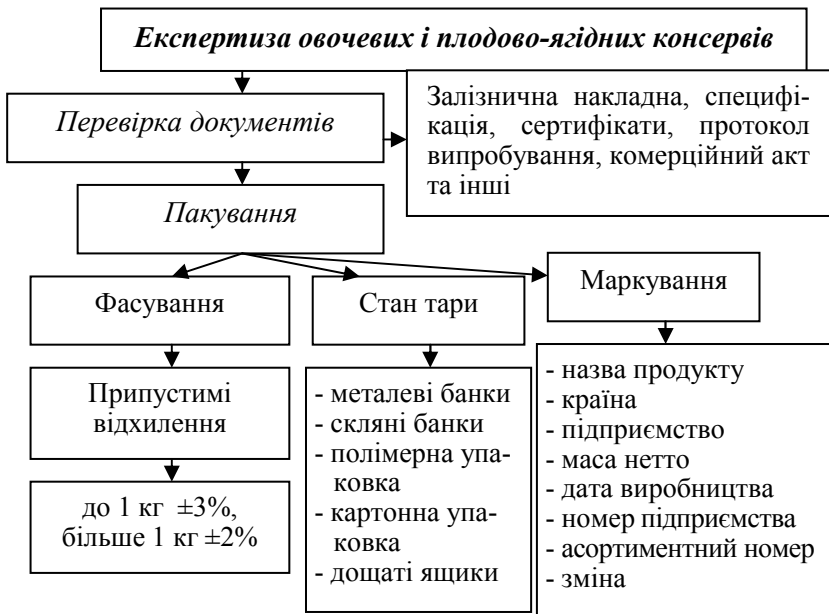 Експертиза овочевих і плодово-ягідних консервів
Перевірка документів
Залізнична накладна, специфі-
кація, сертифікати, протокол
випробування, комерційний акт
та інші
Пакування
Фасування
Стан тари
Маркування
Припустимі
відхилення
до 1 кг ±3%,
більше 1 кг ±2%
- металеві банки
- скляні банки
- полімерна упа-
ковка
- картонна упа-
ковка
- дощаті ящики
- назва продукту
- країна
- підприємство
- маса нетто
- дата виробництва
- номер підприємства
- асортиментний номер
- зміна